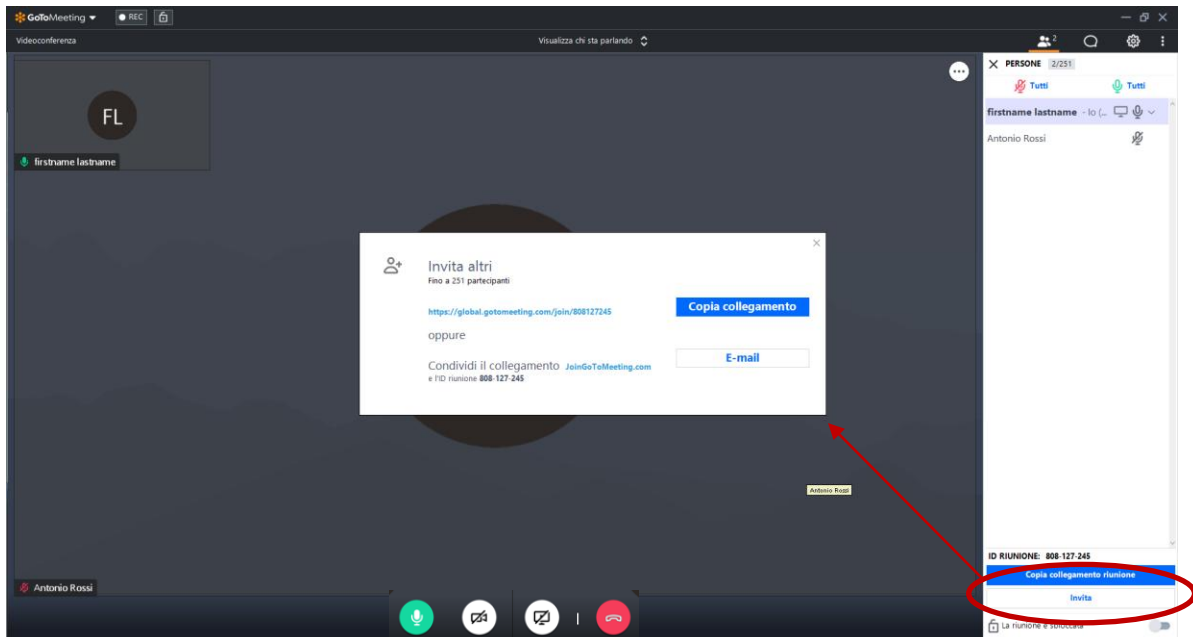 GoToMeeting
REC
Videoconferenza
Visualizza chi sta parlando
2
PERSONE 2/251
Tutti Tutti
firstname lastname - Io (...
Antonio Rossi
FL
firstname lastname
Invita altri
Fino a 251 partecipanti
https://global.gotomeeting.com/join/808127245
Copia collegamento
oppure
E-mail
Condividi il collegamento JoinGoToMeeting.com
e l'ID riunione 808-127-245
Antonio Rossi
Antonio Rossi
ID RIUNIONE: 808-127-245
Copia collegamento riunione
Invita
La riunione è sbloccata